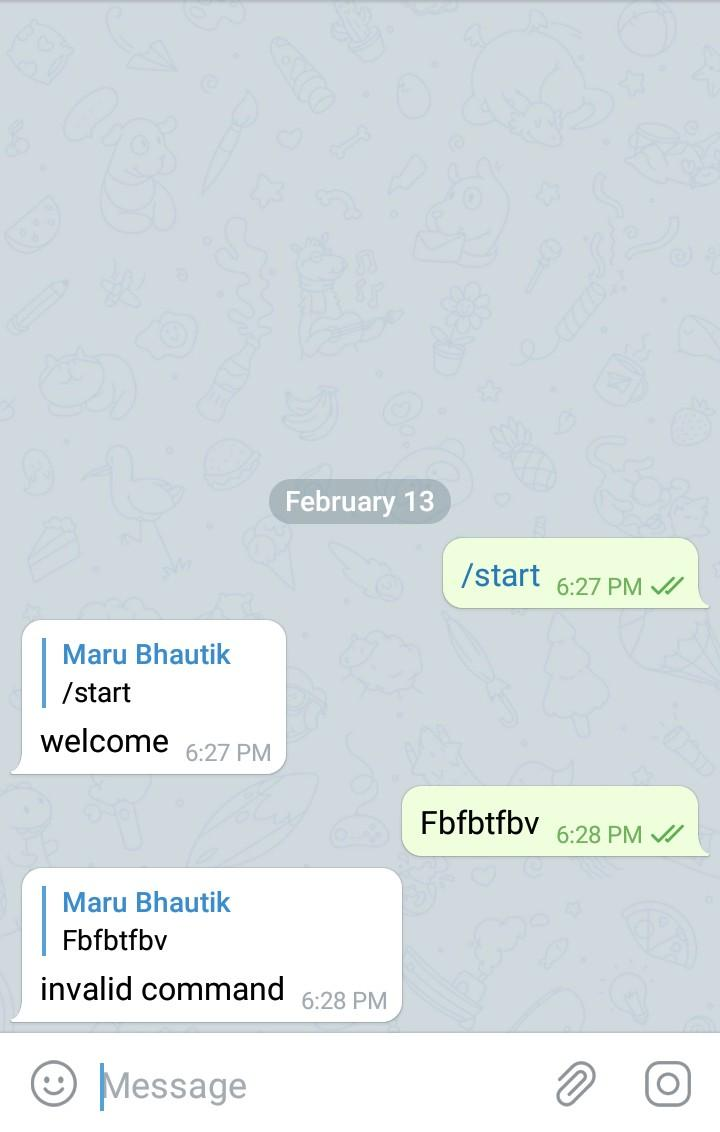 February 13
/start 6:27 PM
Maru Bhautik
/start
welcome 6:27 PM
Fbfbtfbv 6:28 PM
Maru Bhautik
Fbfbtfbv
invalid command 6:28 PM
Message